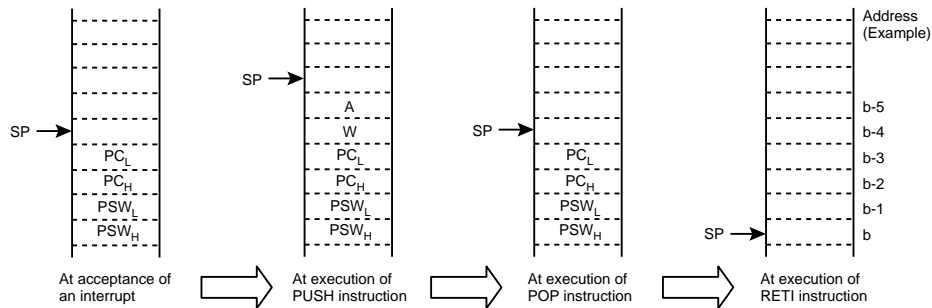 Address
(Example)
SP
A
b-5
SP
W
SP
b-4
PCL
PCL
PCL
b-3
PCH
PCH
PCH
b-2
PSWL
PSWL
PSWL
b-1
PSWH
PSWH
PSWH
SP
b
At acceptance of
an interrupt
At execution of
PUSH instruction
At execution of
POP instruction
At execution of
RETI instruction